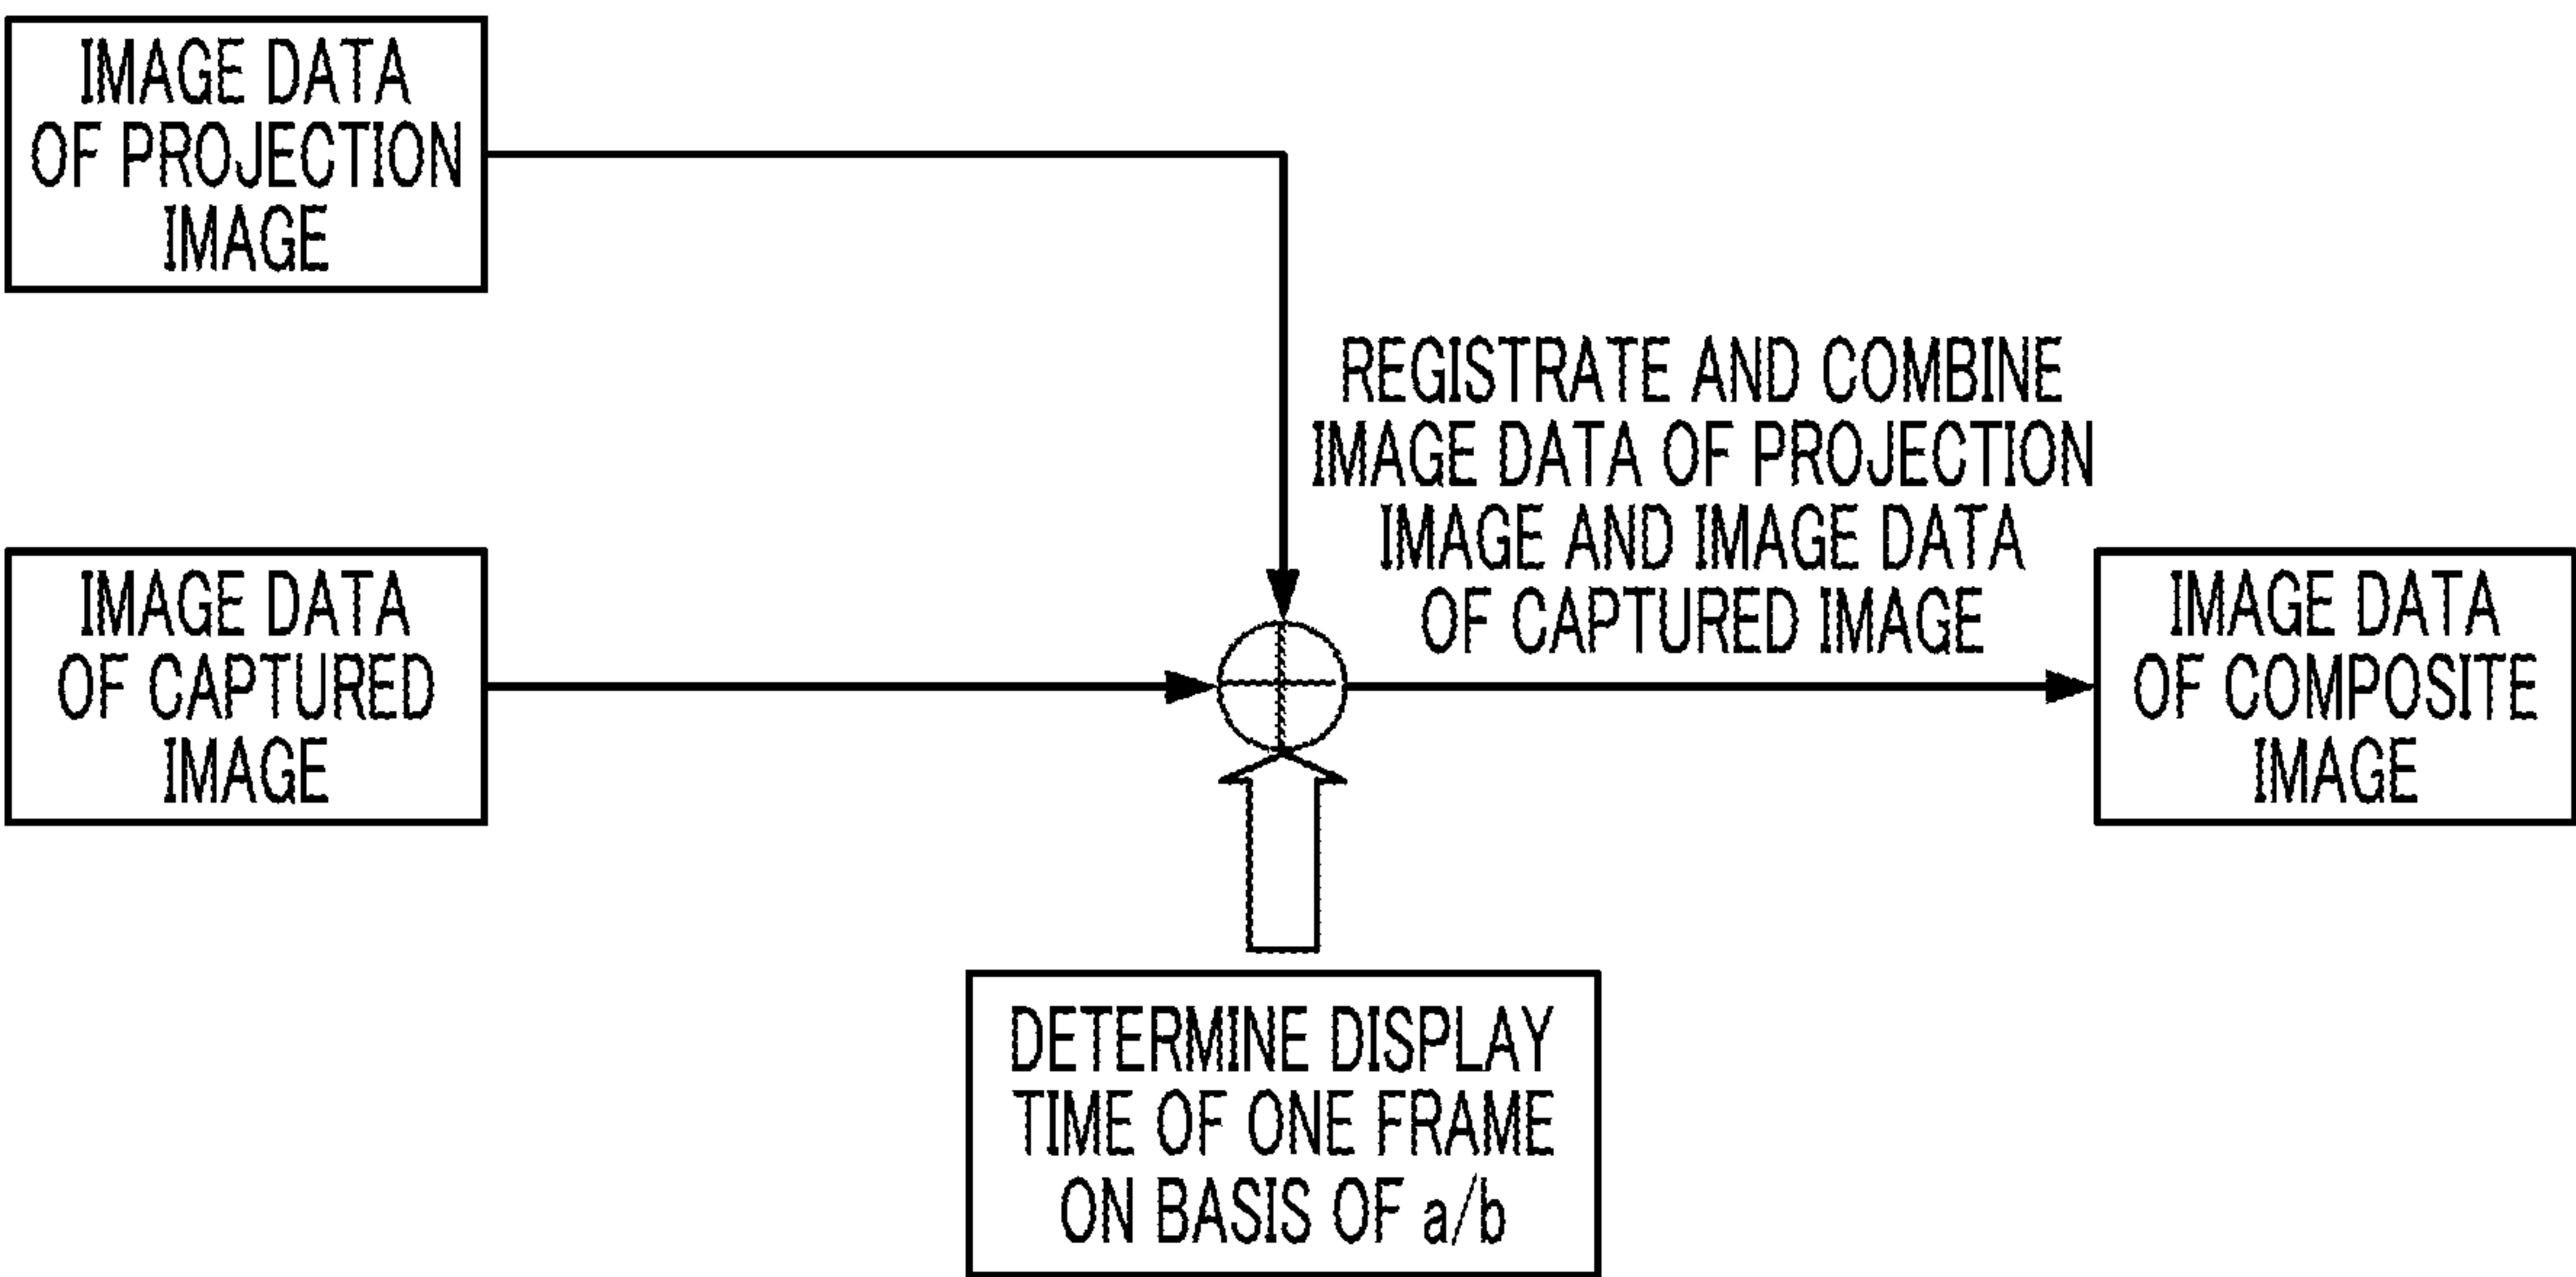 IMAGE DATA
OF PROJECTION
IMAGE
REGISTRATE AND COMBINE
IMAGE DATA OF PROJECTION
IMAGE AND IMAGE DATA
OF CAPTURED IMAGE
IMAGE DATA
OF CAPTURED
IMAGE
IMAGE DATA
OF COMPOSITE
IMAGE
DETERMINE DISPLAY
TIME OF ONE FRAME
ON BASIS OF a/b